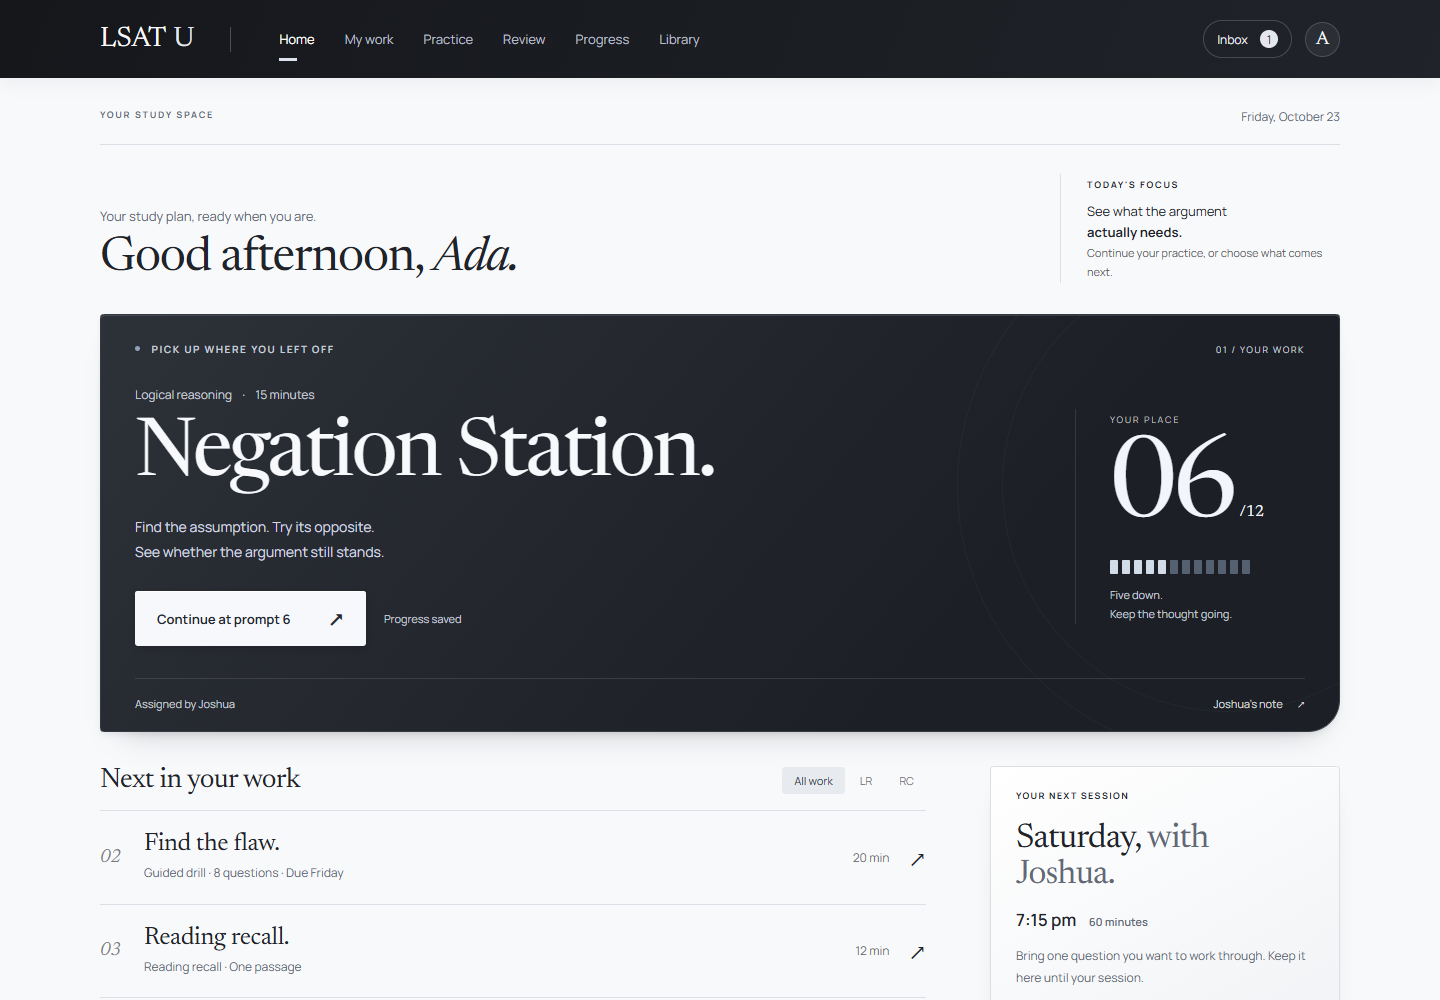 LSAT U
Home
My work
Practice
Review
Progress
Library
Inbox 1
A
YOUR STUDY SPACE
Friday, October 23
Your study plan, ready when you are.
Good afternoon, Ada.
TODAY'S FOCUS
See what the argument
actually needs.
Continue your practice, or choose what comes
next.
PICK UP WHERE YOU LEFT OFF
01 / YOUR WORK
Logical reasoning · 15 minutes
Negation Station.
Find the assumption. Try its opposite.
See whether the argument still stands.
Continue at prompt 6 ↗
Progress saved
YOUR PLACE
06 /12
Five down.
Keep the thought going.
Assigned by Joshua
Joshua's note ↗
Next in your work
All work
LR
RC
02
Find the flaw.
Guided drill · 8 questions · Due Friday
20 min ↗
03
Reading recall.
Reading recall · One passage
12 min ↗
YOUR NEXT SESSION
Saturday, with
Joshua.
7:15 pm 60 minutes
Bring one question you want to work through. Keep it
here until your session.